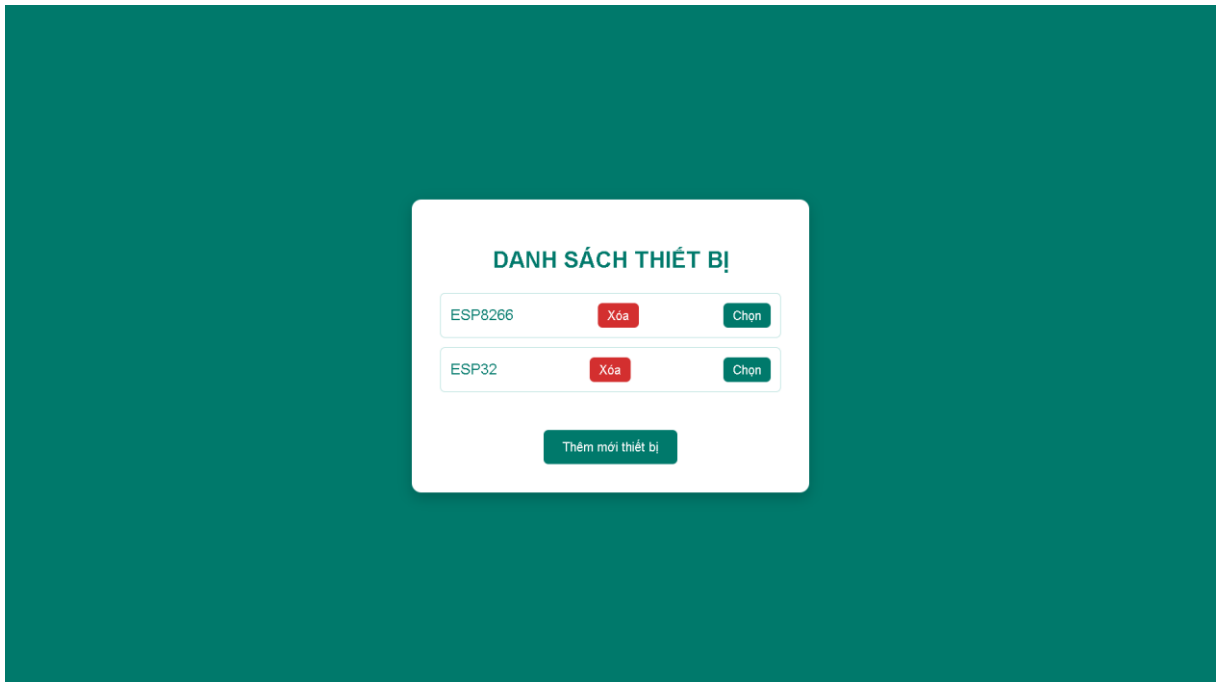 DANH SÁCH THIẾT BỊ
ESP8266 Xóa Chọn
ESP32 Xóa Chọn
Thêm mới thiết bị